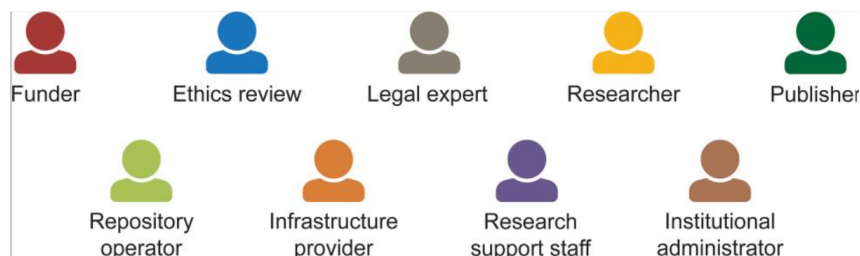 Funder
Ethics review
Legal expert
Researcher
Publisher
Repository
operator
Infrastructure
provider
Research
support staff
Institutional
administrator